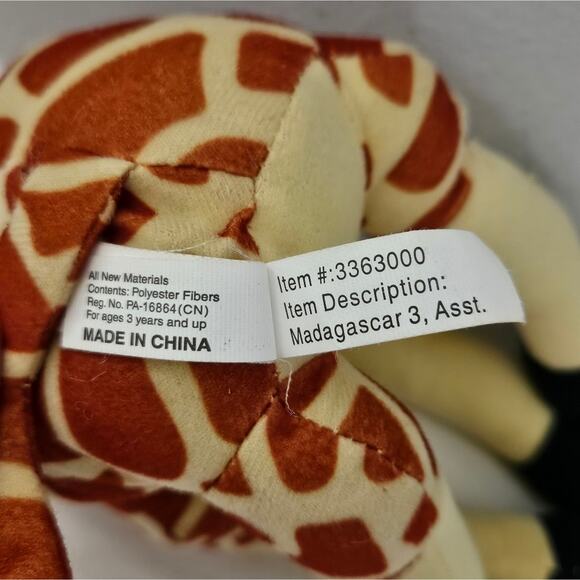 All New Materials
Contents: Polyester Fibers
Reg. No. PA-16864(CN)
For ages 3 years and up
MADE IN CHINA
Item #:3363000
Item Description:
Madagascar 3, Asst.